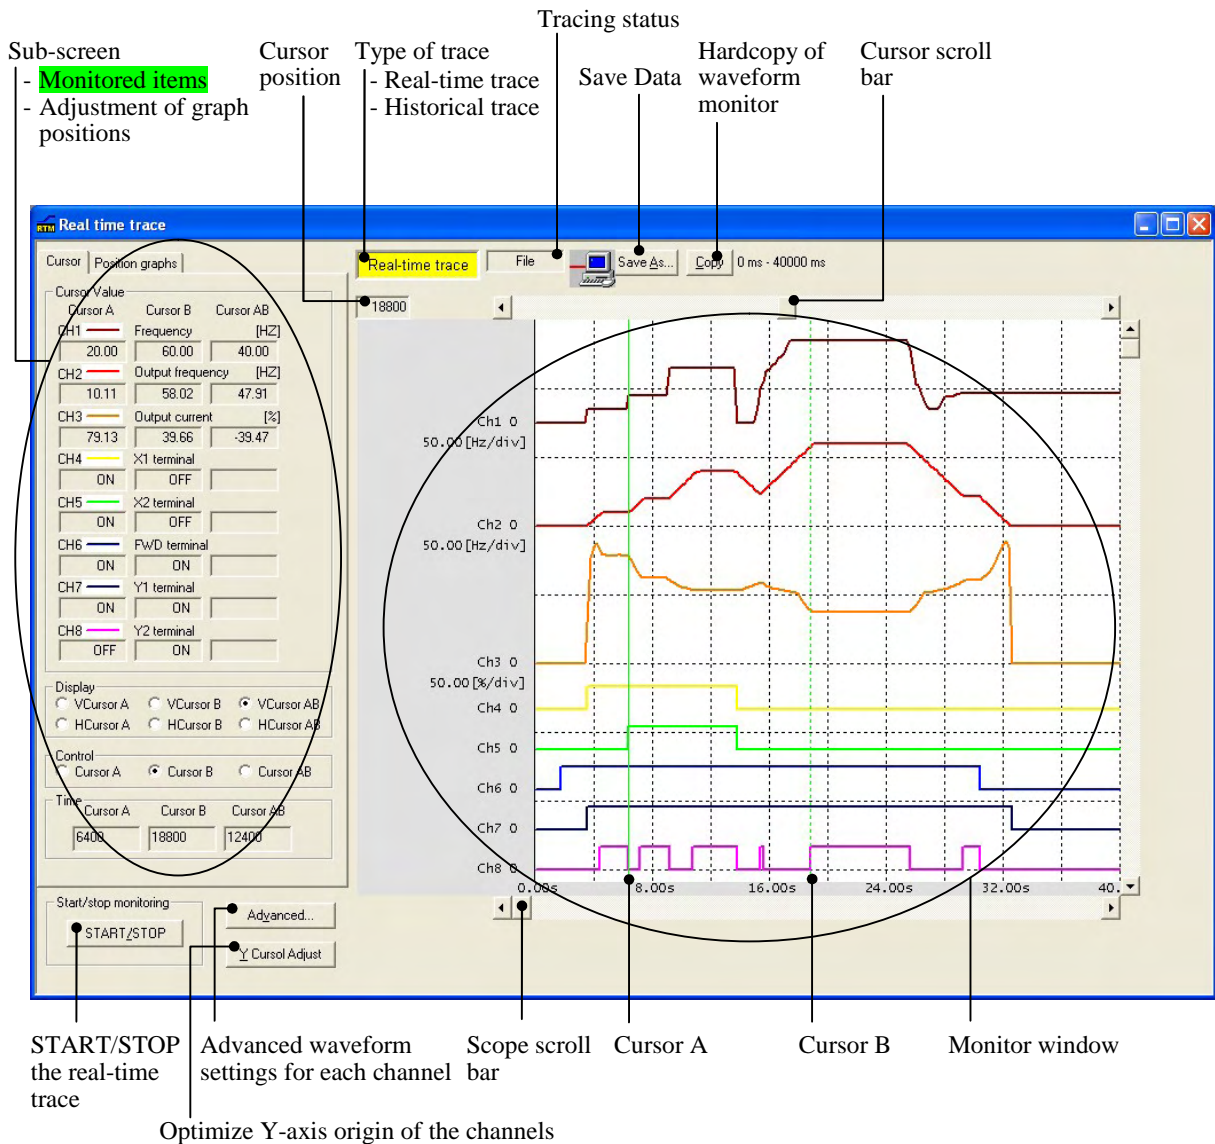 Tracing status
Sub-screen
- Monitored items
- Adjustment of graph
positions
Cursor
position
Type of trace
- Real-time trace
- Historical trace
Save Data
Hardcopy of
waveform
monitor
Cursor scroll
bar
RTM Real time trace
Cursor Position graphs
Real-time trace File Save As... Copy 0 ms - 40000 ms
18800
Cursor Value
Cursor A Cursor B Cursor AB
CH1 Frequency [HZ]
20.00 60.00 40.00
CH2 Output frequency [HZ]
10.11 58.02 47.91
CH3 Output current [%]
79.13 39.66 -39.47
CH4 X1 terminal
ON OFF
CH5 X2 terminal
ON OFF
CH6 FWD terminal
ON ON
CH7 Y1 terminal
ON ON
CH8 Y2 terminal
OFF ON
Display
VCursor A VCursor B VCursor AB
HCursor A HCursor B HCursor AB
Control
Cursor A Cursor B Cursor AB
Time
Cursor A Cursor B Cursor AB
6400 18800 12400
Start/stop monitoring
START/STOP
Advanced...
Y Cursol Adjust
Ch1 0
50.00[Hz/div]
Ch2 0
50.00[Hz/div]
Ch3 0
50.00[%/div]
Ch4 0
Ch5 0
Ch6 0
Ch7 0
Ch8 0
0.00s 8.00s 16.00s 24.00s 32.00s 40.
START/STOP
the real-time
trace
Advanced waveform
settings for each channel
Scope scroll
bar
Cursor A
Cursor B
Monitor window
Optimize Y-axis origin of the channels